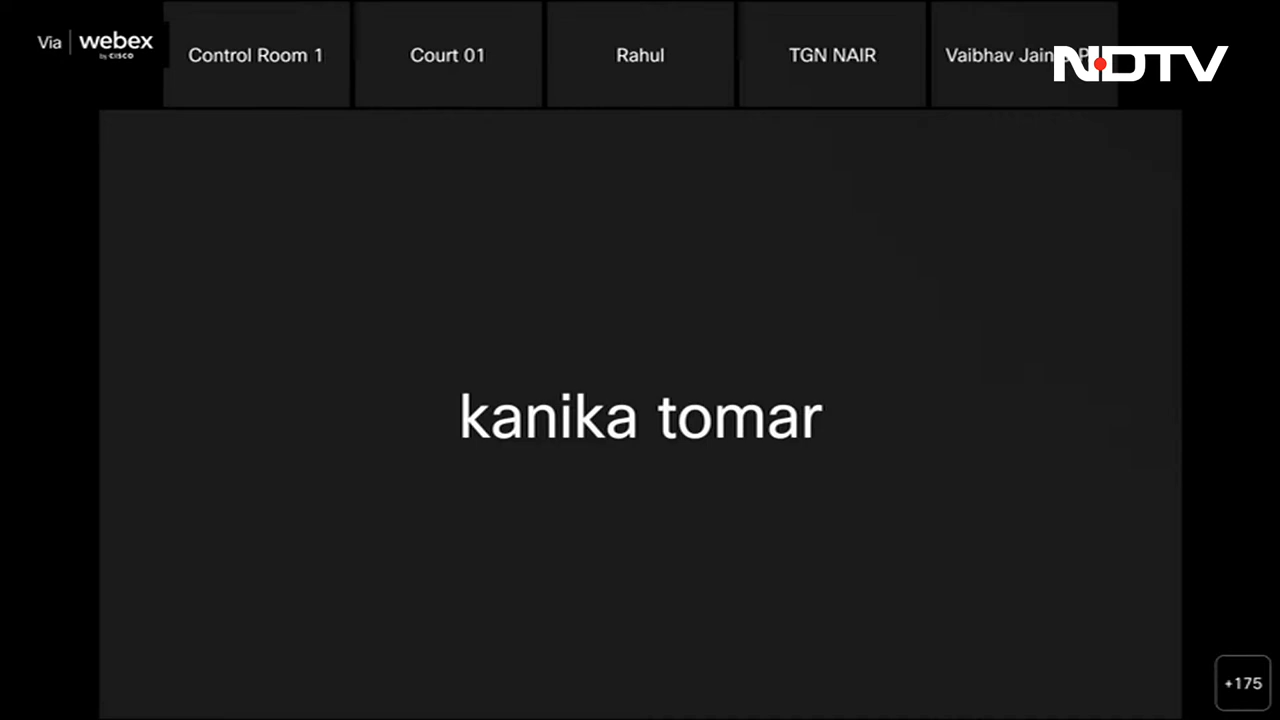 Via | webex
by CISCO
Control Room 1
Court 01
Rahul
TGN NAIR
Vaibhav Jain
NDTV
kanika tomar
+175